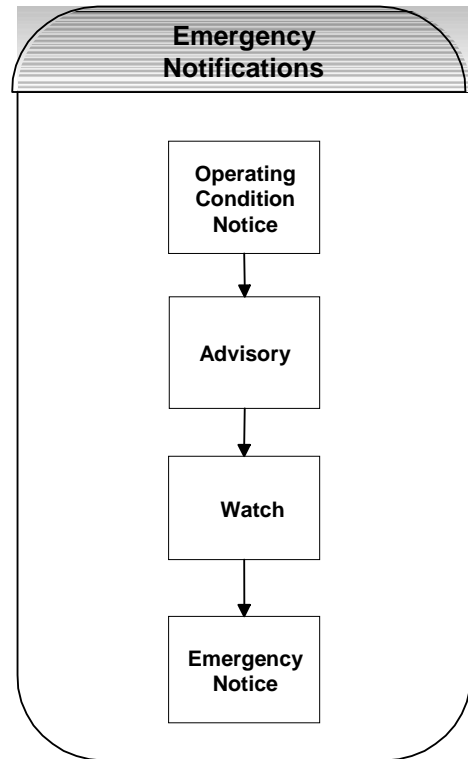 Emergency
Notifications
Operating
Condition
Notice
Advisory
Watch
Emergency
Notice